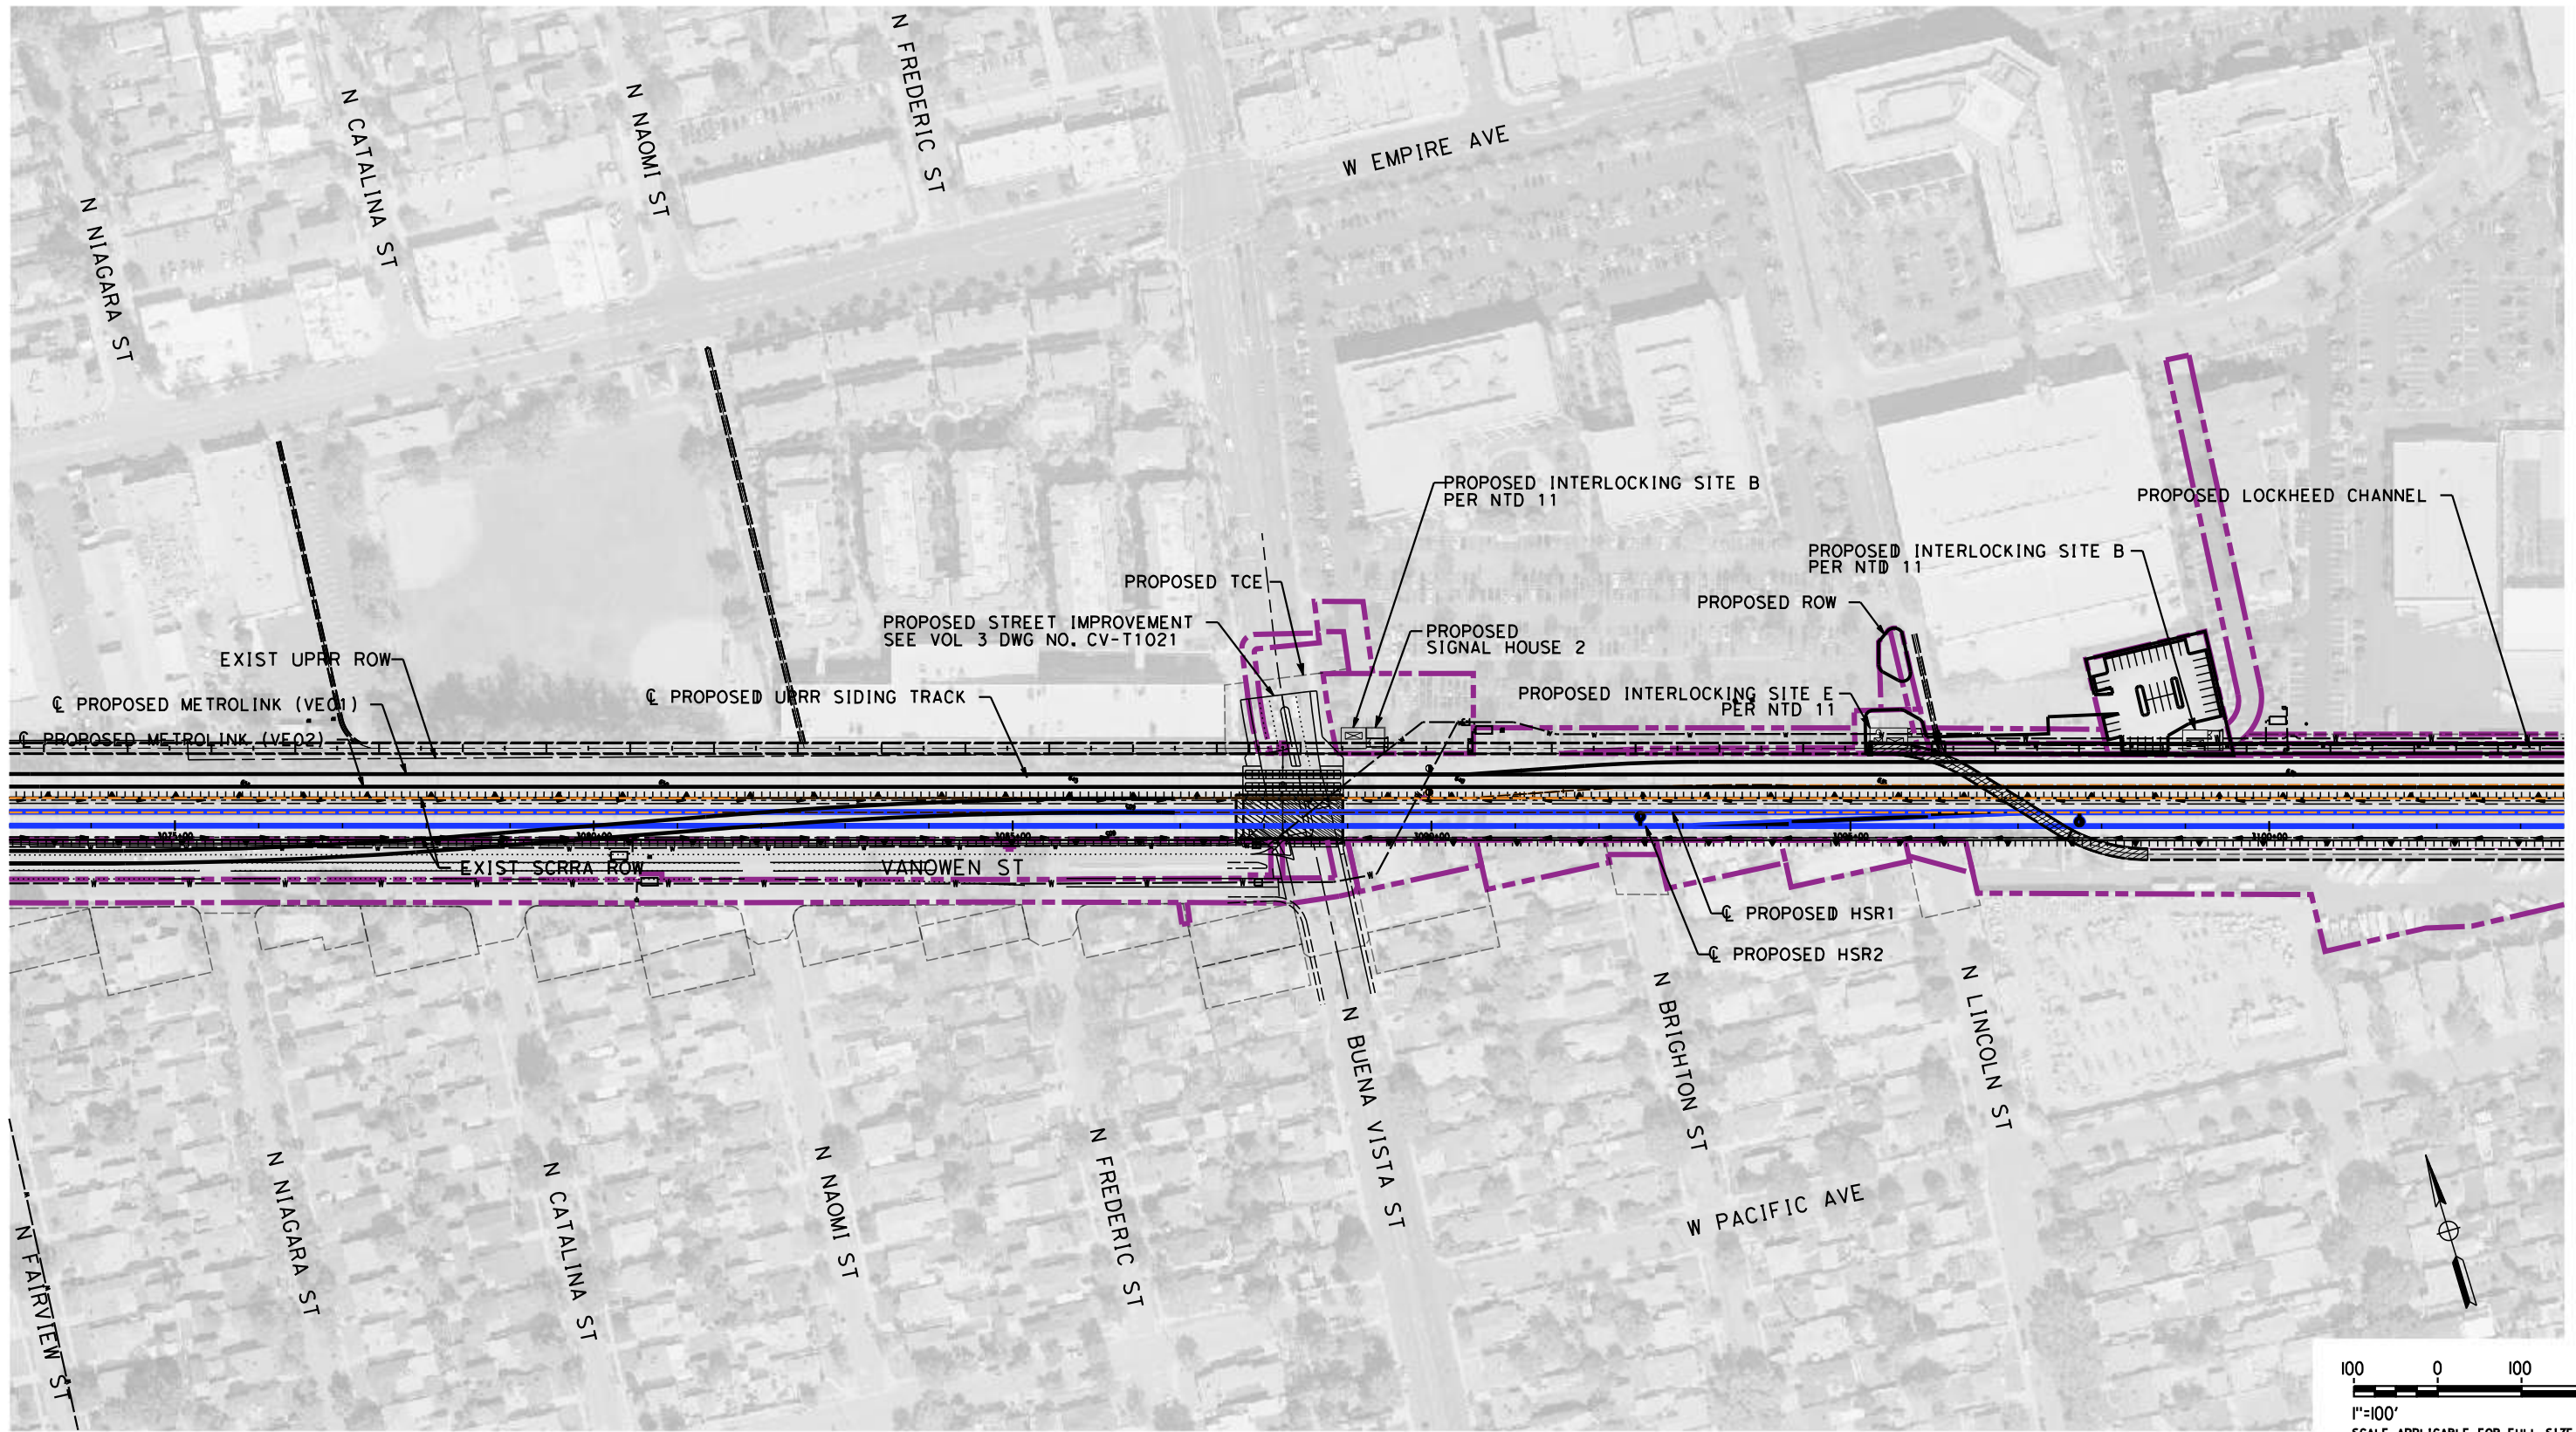 N FREDERIC ST
N CATALINA ST
N NAOMI ST
W EMPIRE AVE
N NIAGARA ST
PROPOSED INTERLOCKING SITE B
PER NTD 11
PROPOSED LOCKHEED CHANNEL
PROPOSED INTERLOCKING SITE B
PER NTD 11
PROPOSED TCE
PROPOSED ROW
PROPOSED STREET IMPROVEMENT
SEE VOL 3 DWG NO. CV-T1021
PROPOSED
SIGNAL HOUSE 2
EXIST UPRR ROW
℄ PROPOSED UPRR SIDING TRACK
PROPOSED INTERLOCKING SITE E
PER NTD 11
℄ PROPOSED METROLINK (VE01)
℄ PROPOSED METROLINK (VE02)
EXIST SCRRA ROW
VANOWEN ST
℄ PROPOSED HSR1
℄ PROPOSED HSR2
N BRIGHTON ST
N LINCOLN ST
N BUENA VISTA ST
N FREDERIC ST
N NAOMI ST
N CATALINA ST
N NIAGARA ST
N FAIRVIEW ST
W PACIFIC AVE
100 0 100
1"=100'